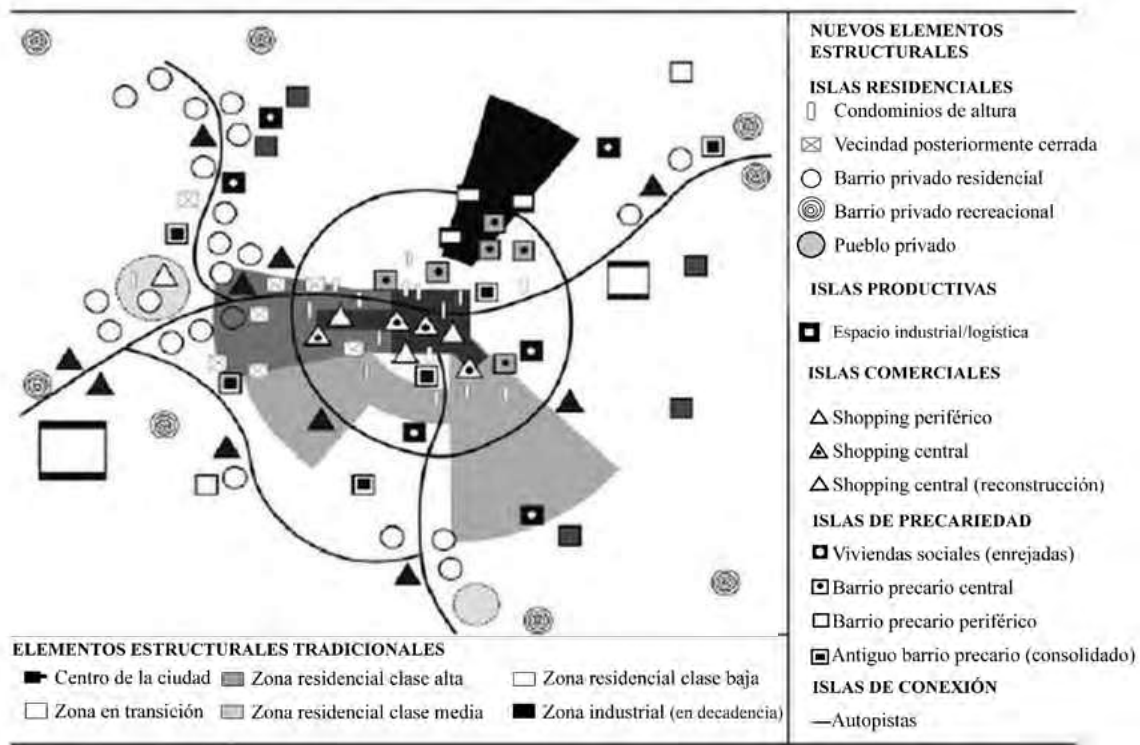 NUEVOS ELEMENTOS
ESTRUCTURALES
ISLAS RESIDENCIALES
Condominios de altura
Vecindad posteriormente cerrada
Barrio privado residencial
Barrio privado recreacional
Pueblo privado
ISLAS PRODUCTIVAS
Espacio industrial/logística
ISLAS COMERCIALES
Shopping periférico
Shopping central
Shopping central (reconstrucción)
ISLAS DE PRECARIEDAD
Viviendas sociales (enrejadas)
Barrio precario central
Barrio precario periférico
Antiguo barrio precario (consolidado)
ISLAS DE CONEXIÓN
Autopistas
ELEMENTOS ESTRUCTURALES TRADICIONALES
Centro de la ciudad
Zona residencial clase alta
Zona residencial clase baja
Zona en transición
Zona residencial clase media
Zona industrial (en decadencia)